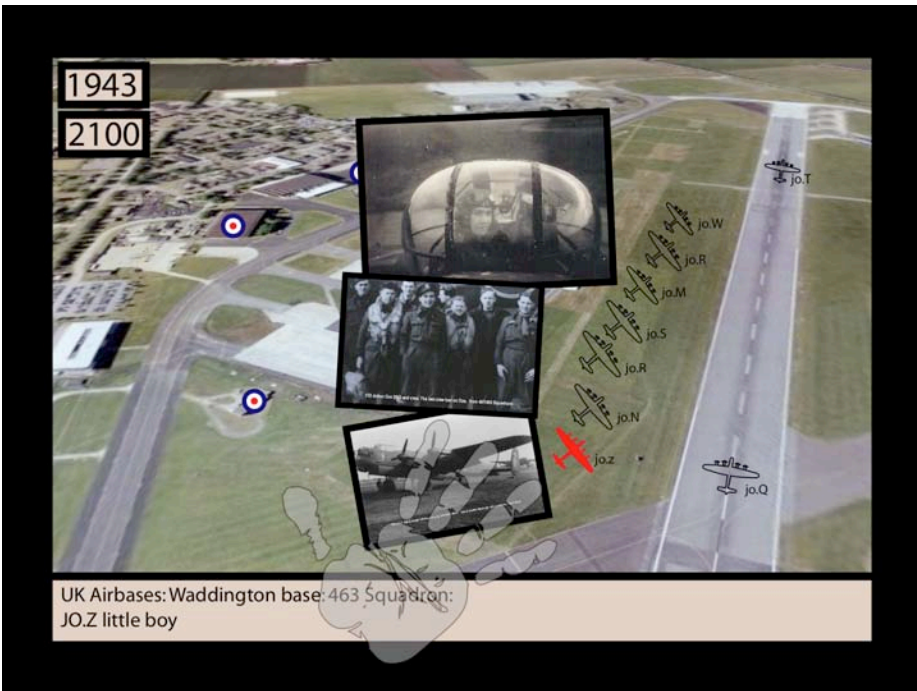 1943
2100
jo.T
jo.W
jo.R
jo.M
jo.S
jo.R
jo.N
jo.z
jo.Q
UK Airbases: Waddington base: 463 Squadron:
JO.Z little boy